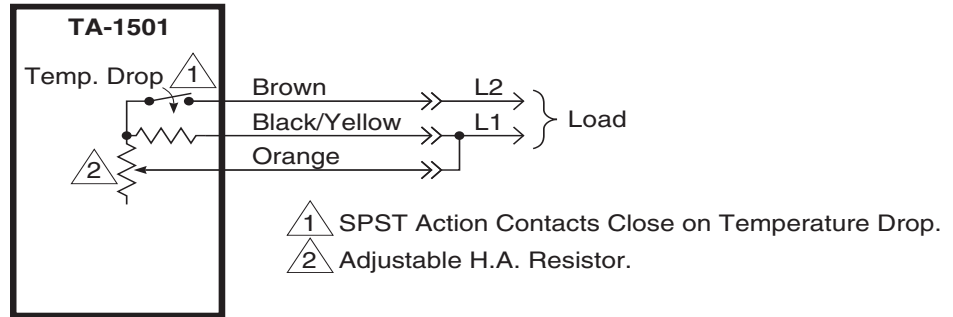 TA-1501
Temp. Drop 1
Brown L2
Black/Yellow L1
Load
Orange
2
1 SPST Action Contacts Close on Temperature Drop.
2 Adjustable H.A. Resistor.